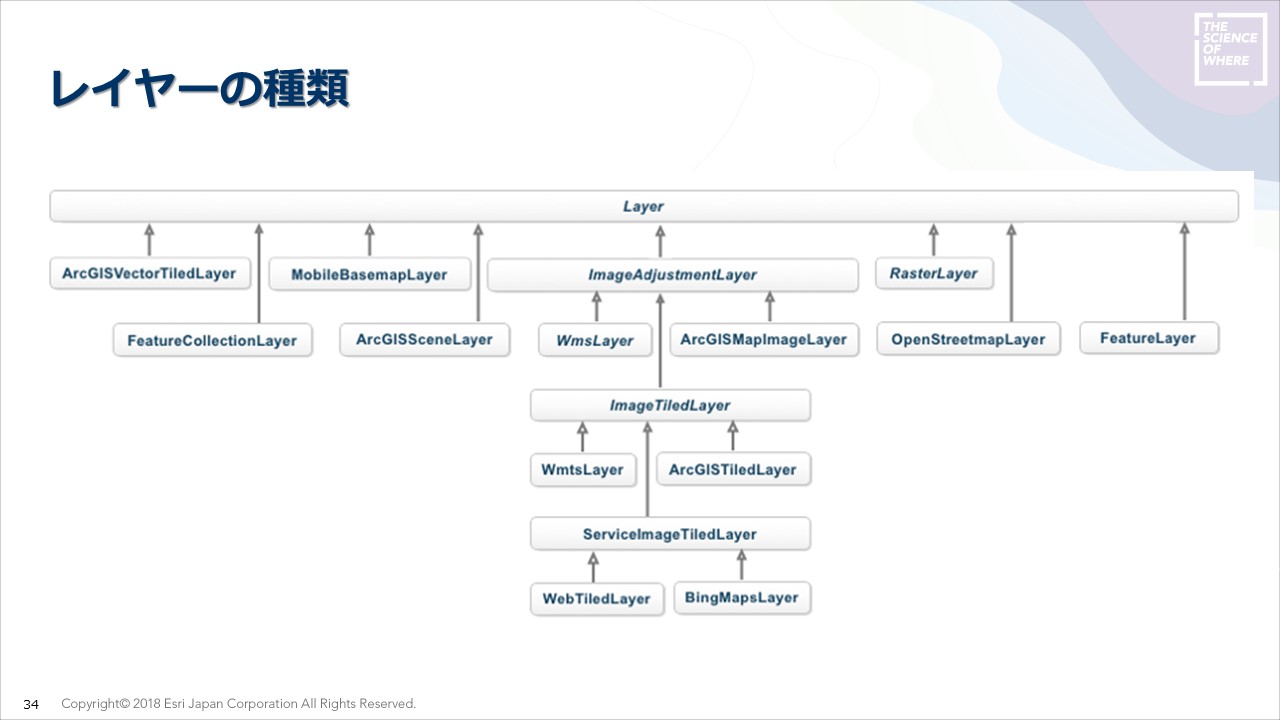 THE
SCIENCE
OF
WHERE
レイヤーの種類
Layer
ArcGISVectorTiledLayer
MobileBasemapLayer
ImageAdjustmentLayer
RasterLayer
FeatureCollectionLayer
ArcGISSceneLayer
WmsLayer
ArcGISMapImageLayer
OpenStreetmapLayer
FeatureLayer
ImageTiledLayer
WmtsLayer
ArcGISTiledLayer
ServiceImageTiledLayer
WebTiledLayer
BingMapsLayer
34 Copyright© 2018 Esri Japan Corporation All Rights Reserved.